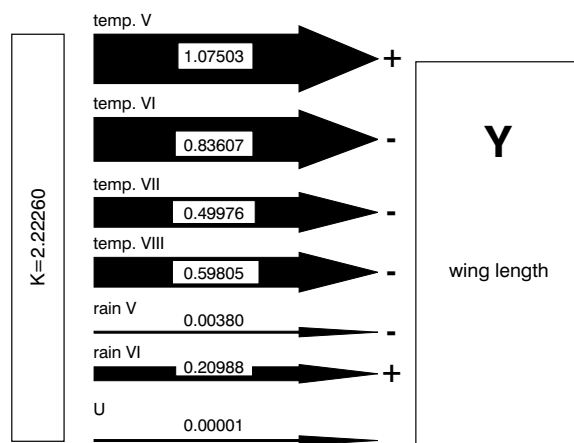 temp. V
1.07503
+
temp. VI
0.83607
-
Y
temp. VII
0.49976
-
K=2.22260
temp. VIII
0.59805
-
wing length
rain V
0.00380
-
rain VI
0.20988
+
U
0.00001